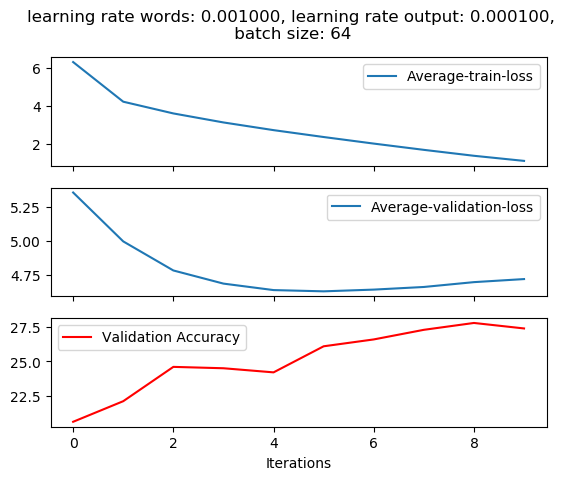 learning rate words: 0.001000, learning rate output: 0.000100,
batch size: 64
6
4
2
Average-train-loss
5.25
5.00
4.75
Average-validation-loss
27.5
25.0
22.5
Validation Accuracy
0 2 4 6 8
Iterations